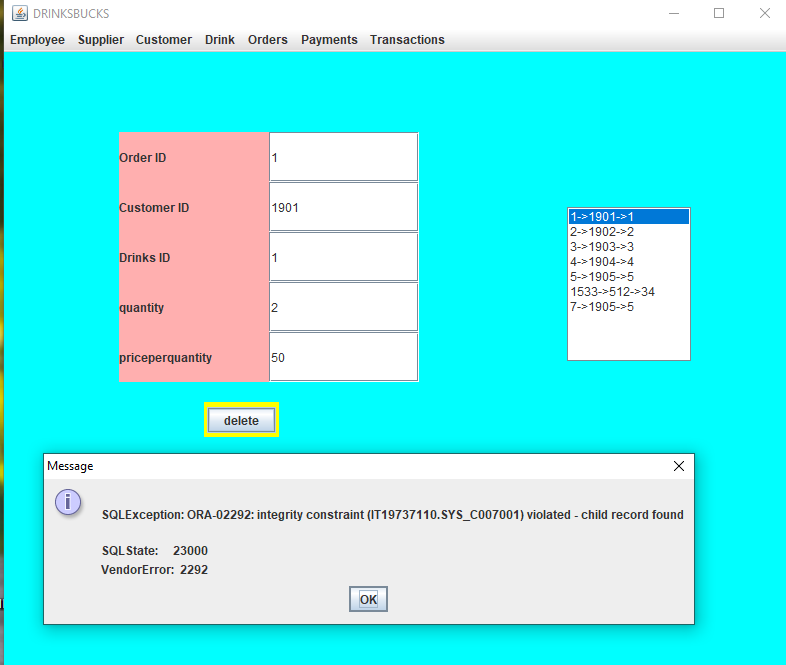 DRINKSBUCKS
Employee Supplier Customer Drink Orders Payments Transactions
Order ID 1
Customer ID 1901
Drinks ID 1
quantity 2
priceperquantity 50
1->1901->1
2->1902->2
3->1903->3
4->1904->4
5->1905->5
1533->512->34
7->1905->5
delete
Message
SQLException: ORA-02292: integrity constraint (IT19737110.SYS_C007001) violated - child record found
SQLState: 23000
VendorError: 2292
OK